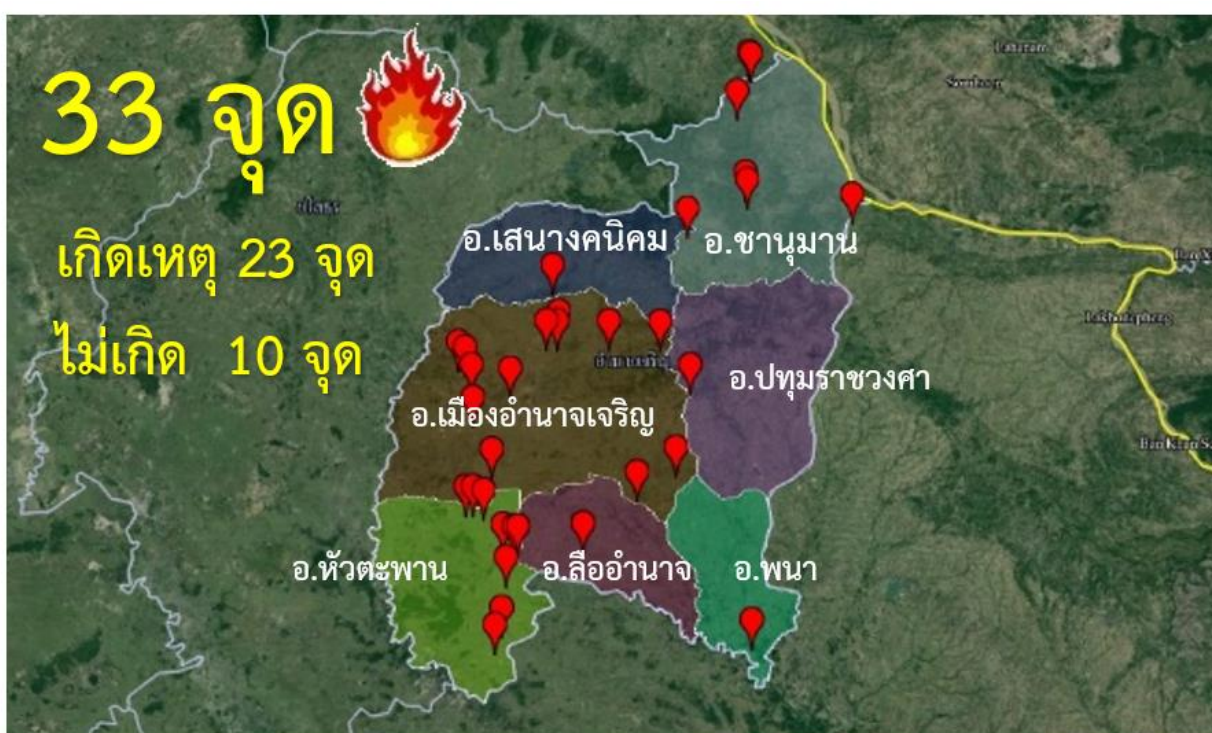 33 จุด
เกิดเหตุ 23 จุด
ไม่เกิด 10 จุด
อ.เสนางคนิคม
อ.ชานุมาน
อ.ปทุมราชวงศา
อ.เมืองอำนาจเจริญ
อ.หัวตะพาน
อ.ลืออำนาจ
อ.พนา